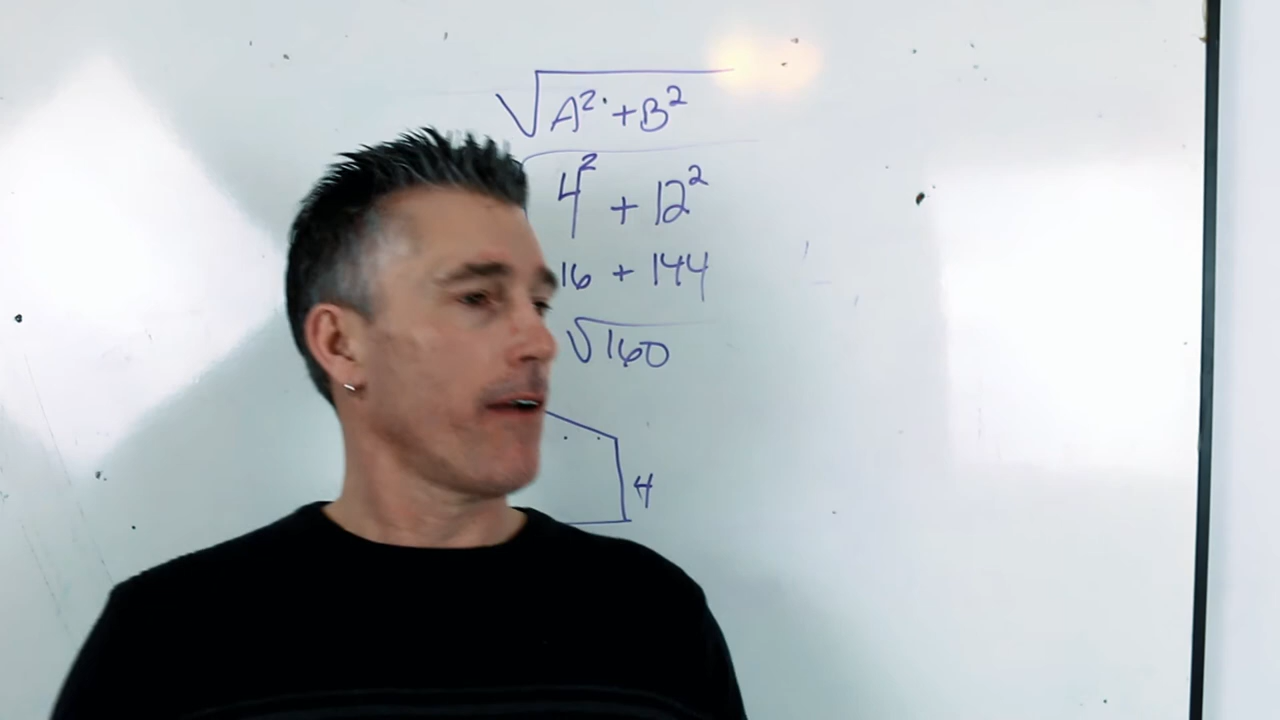 √A² + B²
4² + 12²
16 + 144
√160
4